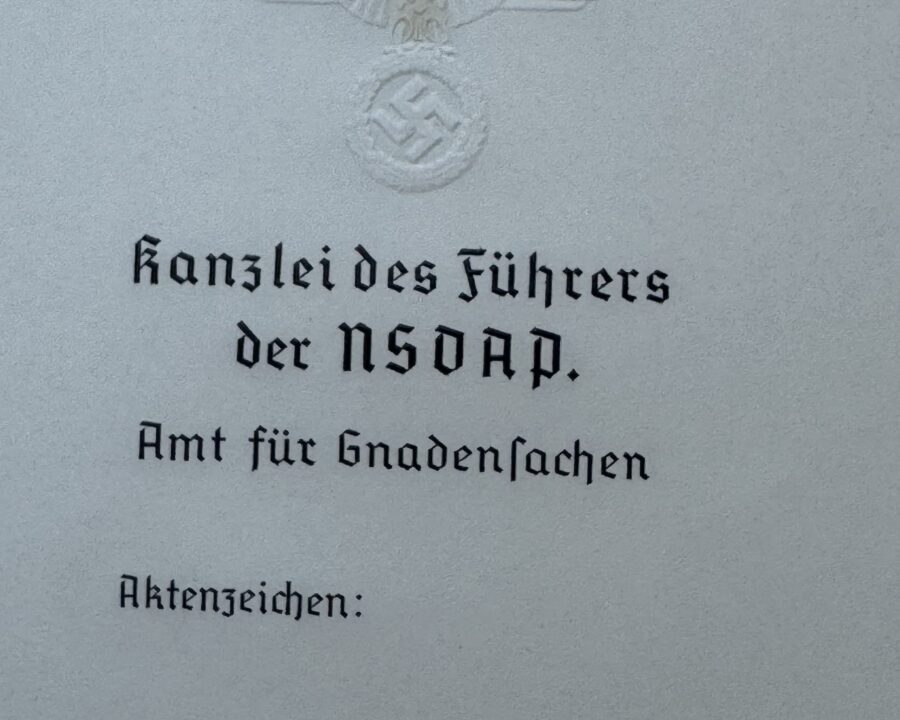 Kanzlei des Führers
der NSDAP.
Amt für Gnadenſachen
Aktenzeichen: